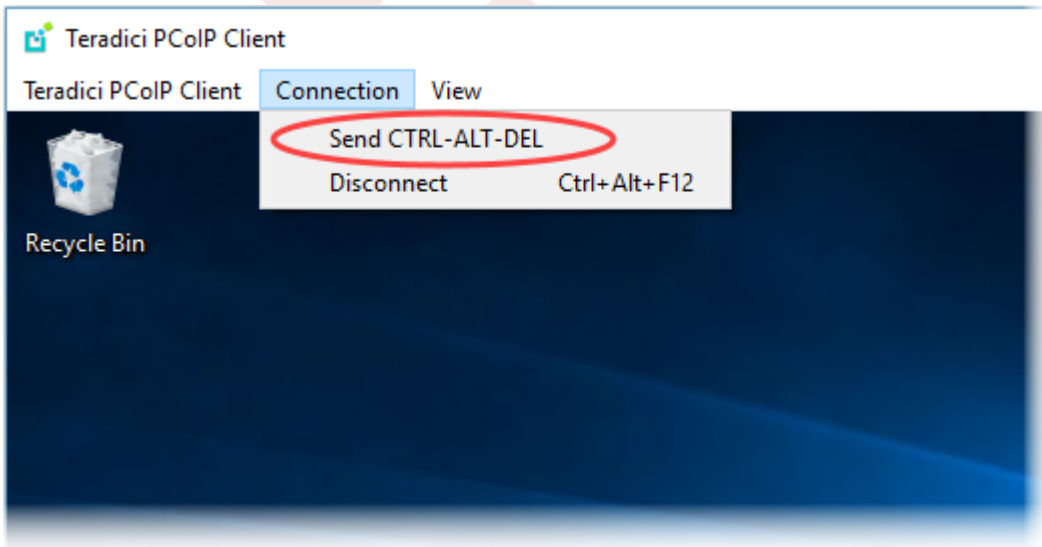 Teradici PCoIP Client
Teradici PCoIP Client Connection View
Send CTRL-ALT-DEL
Disconnect Ctrl+Alt+F12
Recycle Bin